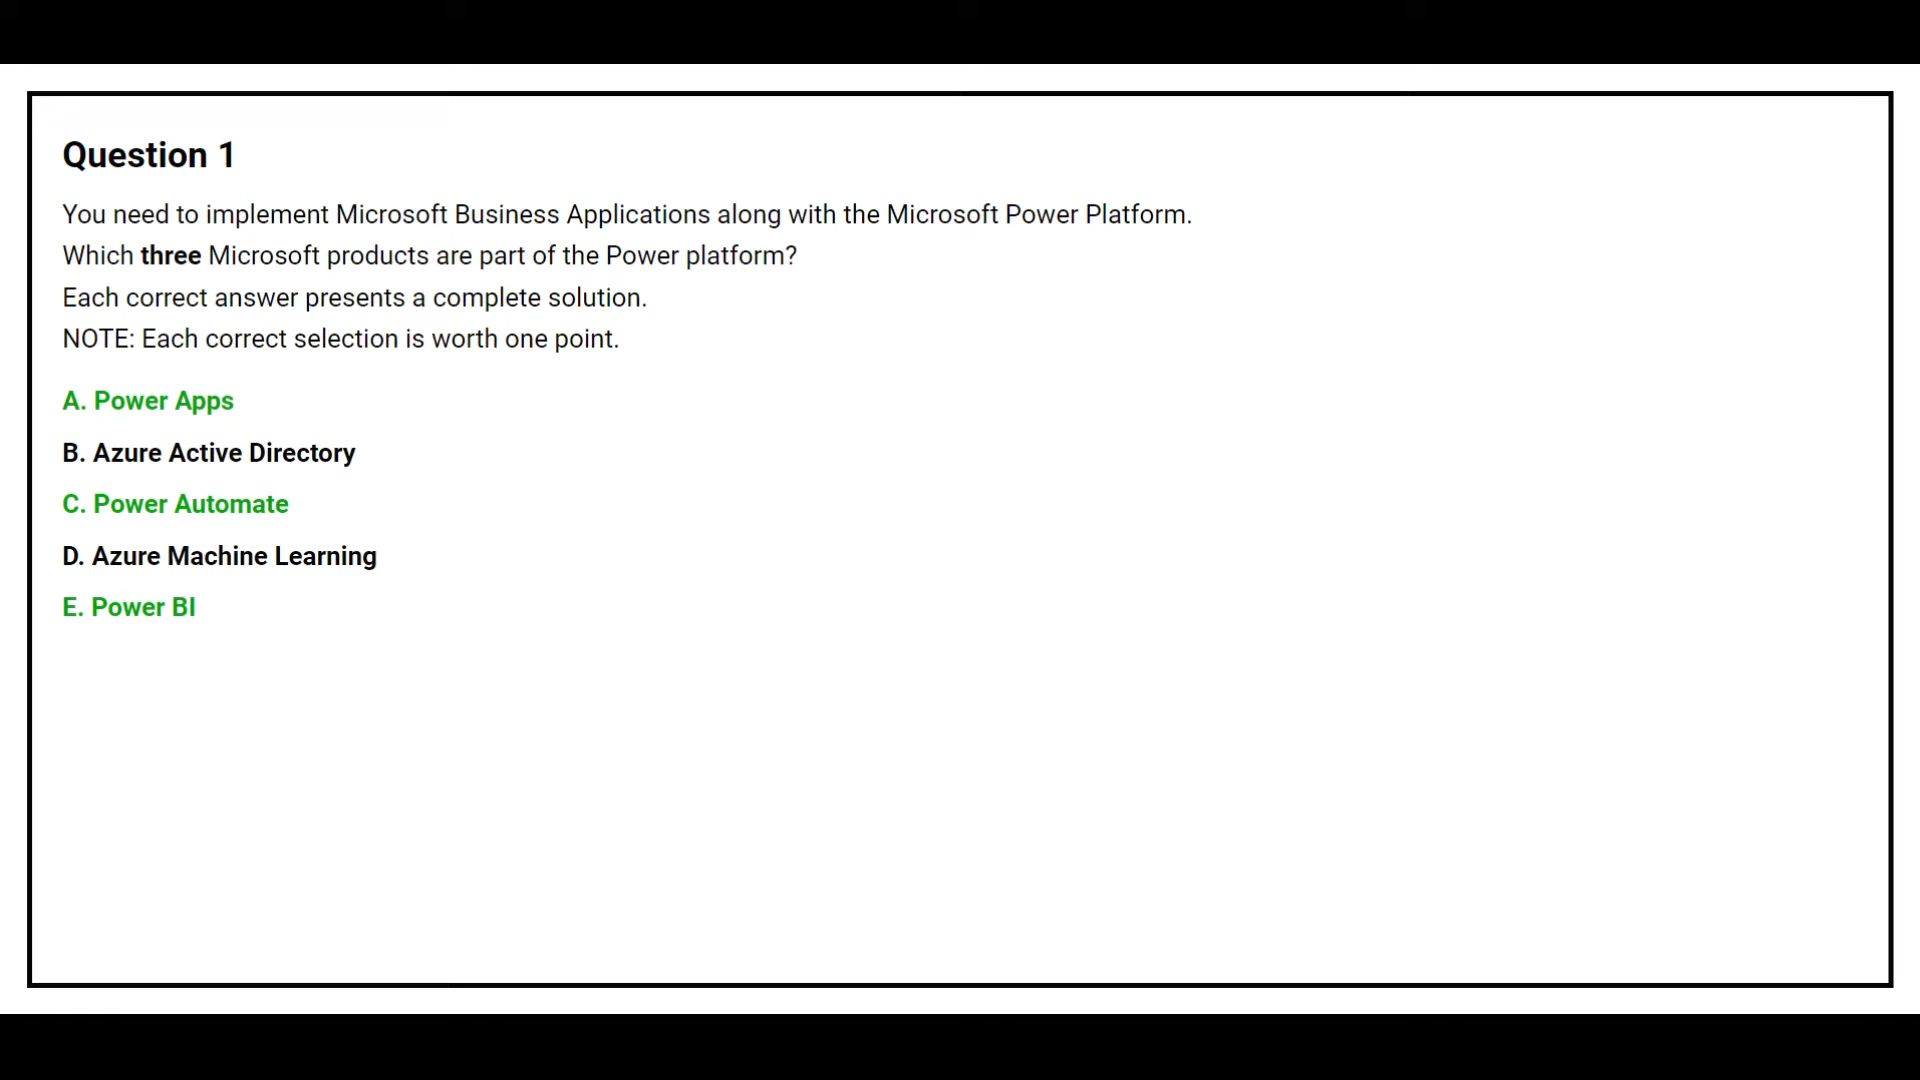 Question 1
You need to implement Microsoft Business Applications along with the Microsoft Power Platform.
Which three Microsoft products are part of the Power platform?
Each correct answer presents a complete solution.
NOTE: Each correct selection is worth one point.
A. Power Apps
B. Azure Active Directory
C. Power Automate
D. Azure Machine Learning
E. Power BI